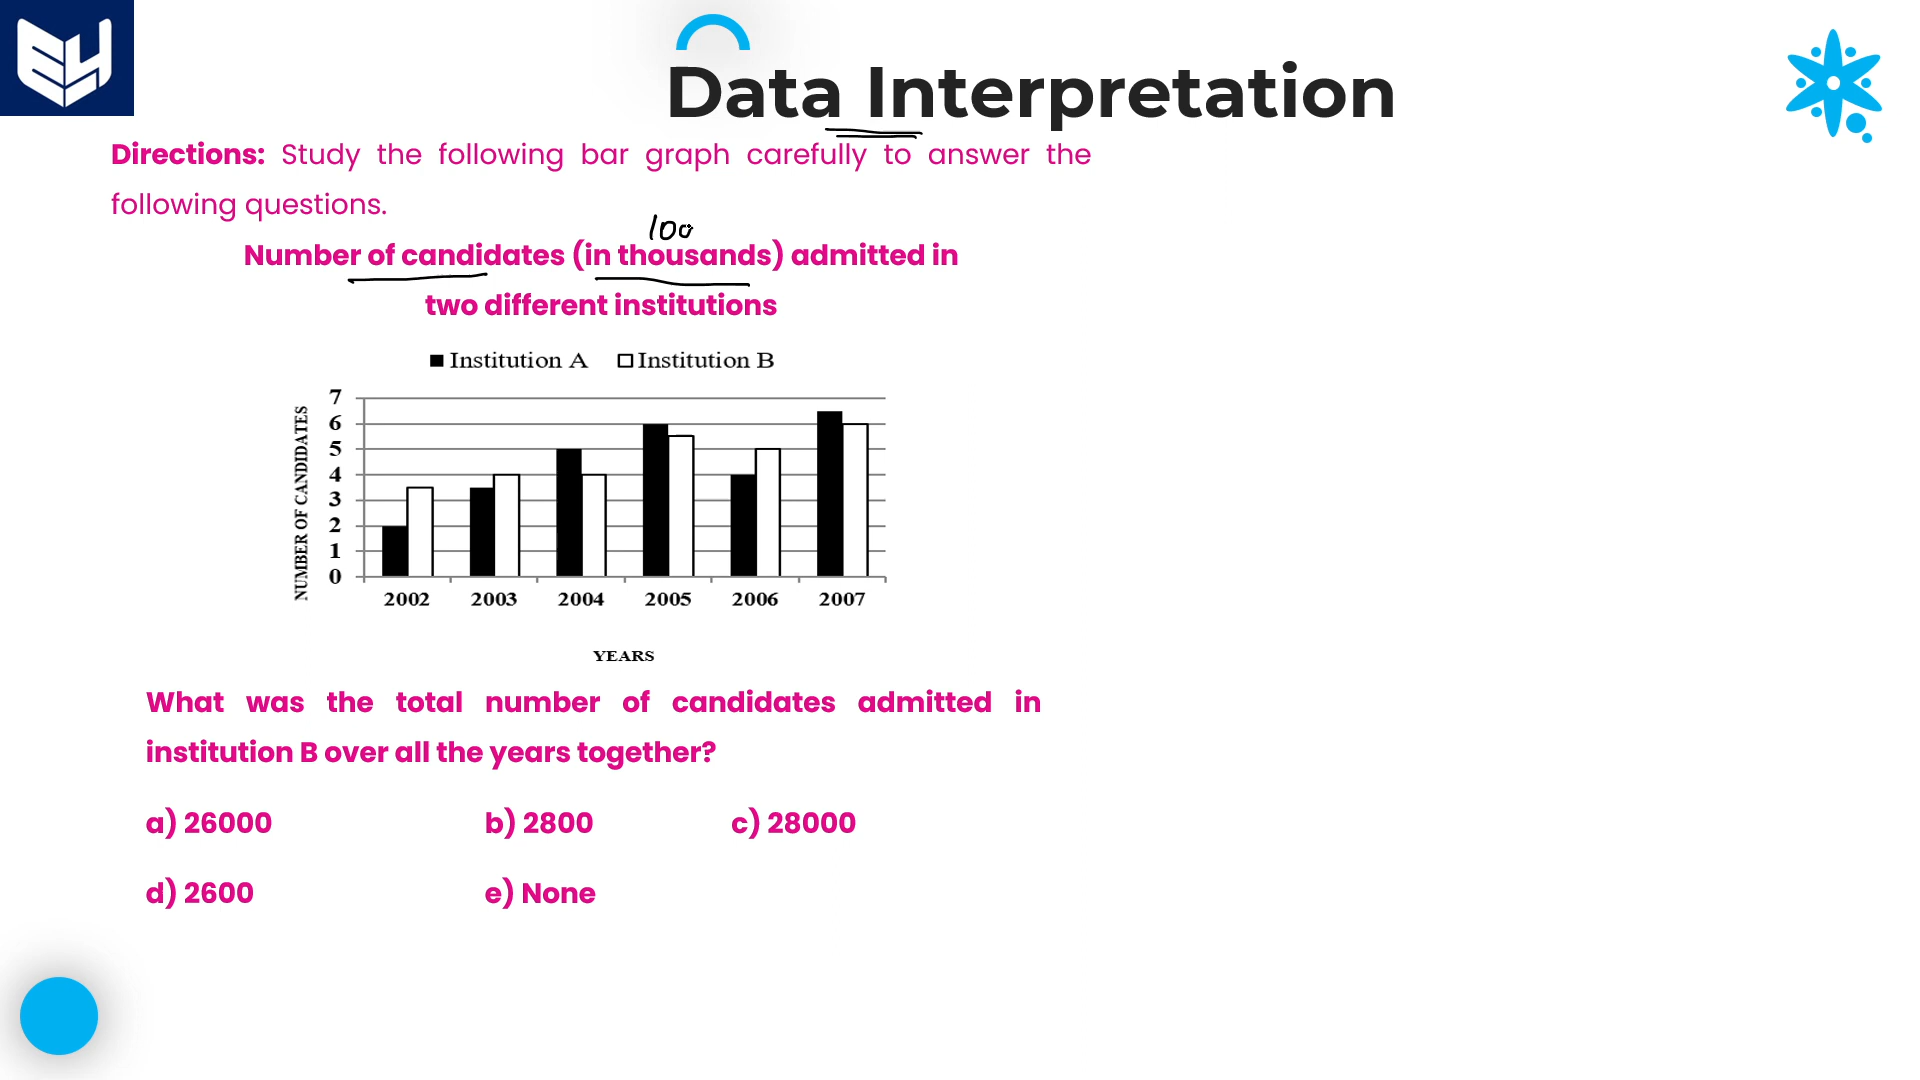 Data Interpretation
Directions: Study the following bar graph carefully to answer the
following questions.
100
Number of candidates (in thousands) admitted in
two different institutions
Institution A Institution B
NUMBER OF CANDIDATES
7
6
5
4
3
2
1
0
2002 2003 2004 2005 2006 2007
YEARS
What was the total number of candidates admitted in
institution B over all the years together?
a) 26000 b) 2800 c) 28000
d) 2600 e) None